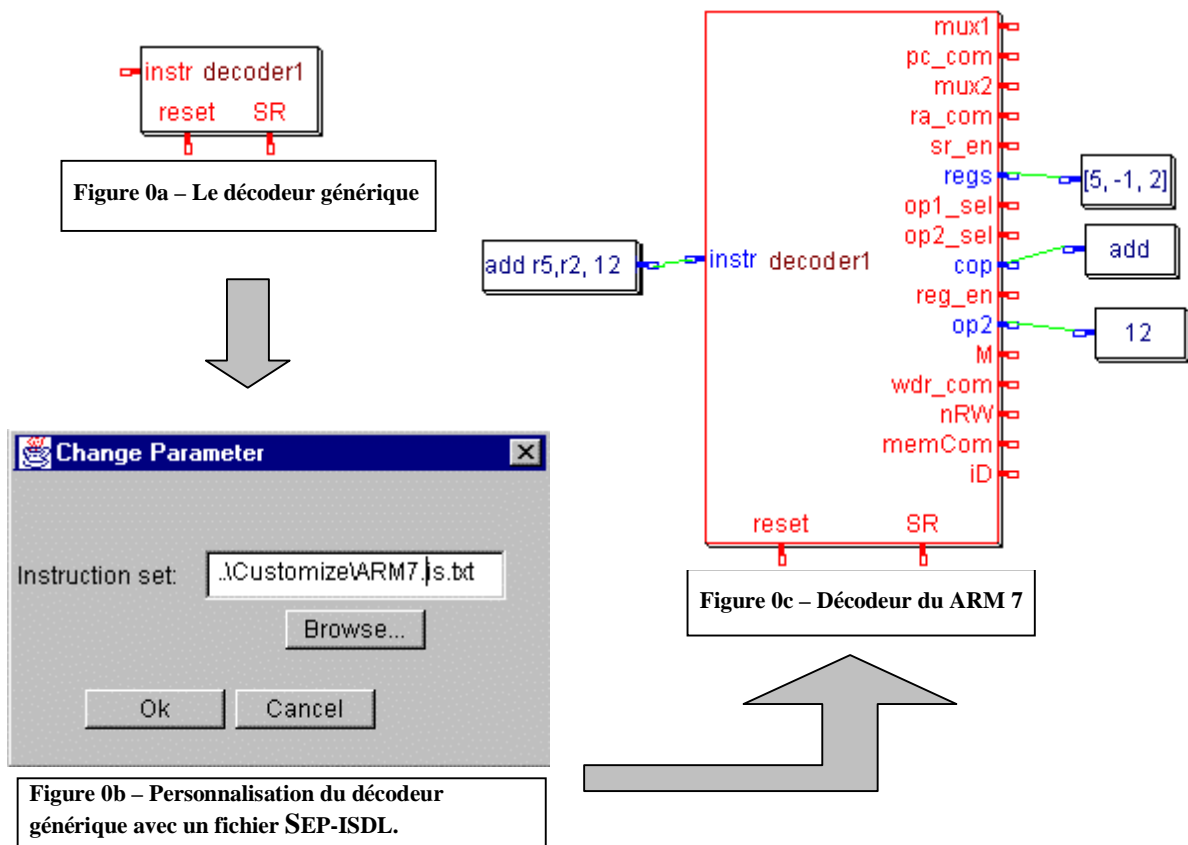 instr decoder1
reset SR
Figure 0a – Le décodeur générique
Change Parameter
Instruction set: ..\Customize\ARM7.is.txt
Browse...
Ok Cancel
Figure 0b – Personnalisation du décodeur
générique avec un fichier SEP-ISDL.
mux1
pc_com
mux2
ra_com
sr_en
regs [5, -1, 2]
op1_sel
op2_sel
add r5,r2, 12 instr decoder1
cop add
reg_en
op2 12
M
wdr_com
nRW
memCom
iD
reset SR
Figure 0c – Décodeur du ARM 7